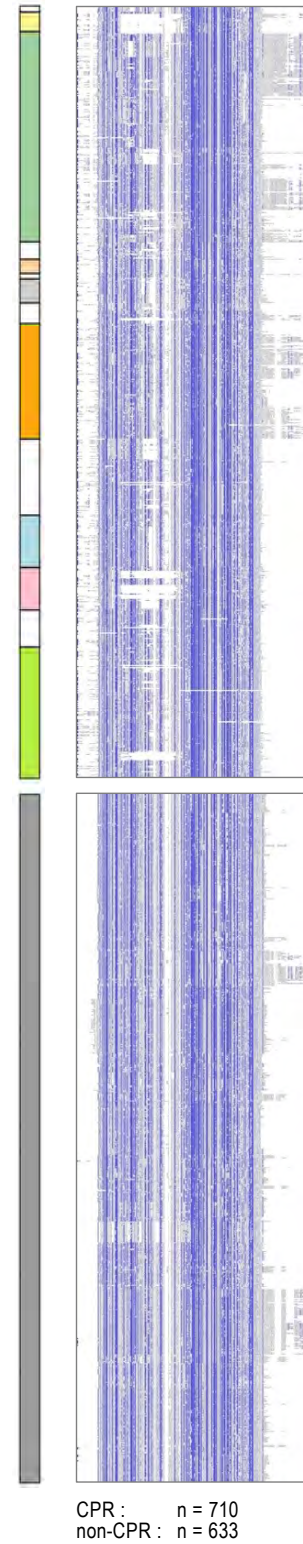 CPR : n = 710
non-CPR : n = 633